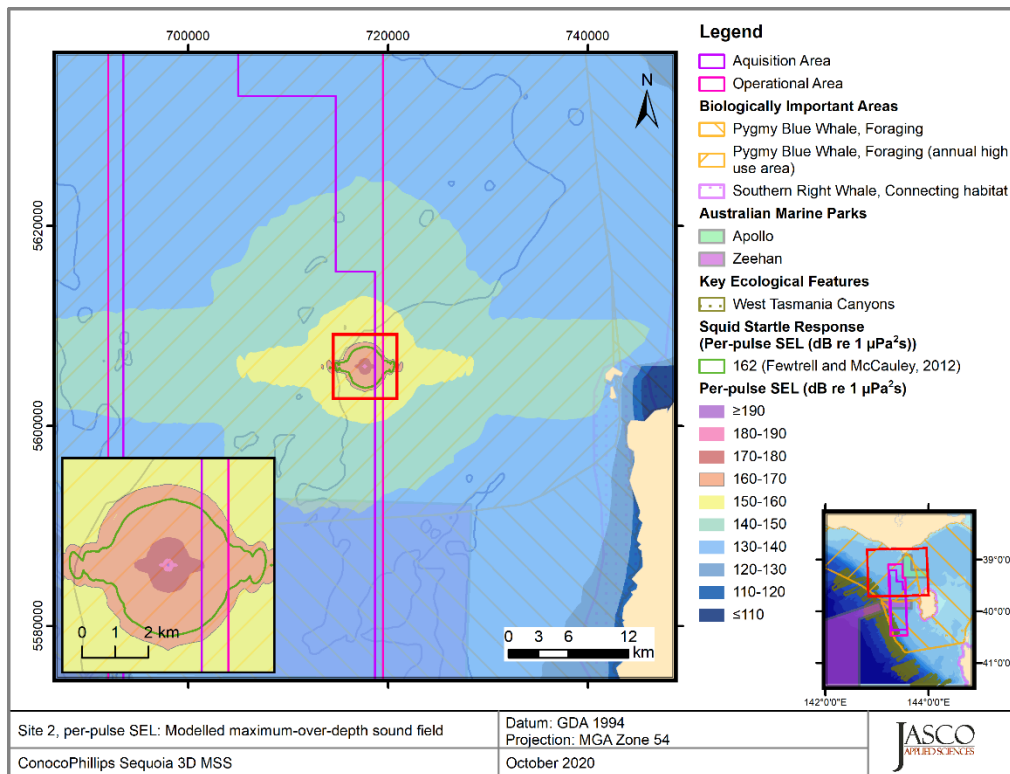 700000
720000
740000
5620000
5600000
5580000
N
0 1 2 km
0 3 6 12
km
Legend
Aquisition Area
Operational Area
Biologically Important Areas
Pygmy Blue Whale, Foraging
Pygmy Blue Whale, Foraging (annual high
use area)
Southern Right Whale, Connecting habitat
Australian Marine Parks
Apollo
Zeehan
Key Ecological Features
West Tasmania Canyons
Squid Startle Response
(Per-pulse SEL (dB re 1 µPa²s))
162 (Fewtrell and McCauley, 2012)
Per-pulse SEL (dB re 1 µPa²s)
≥190
180-190
170-180
160-170
150-160
140-150
130-140
120-130
110-120
≤110
39°0'0"
40°0'0"
41°0'0"
142°0'0"E
144°0'0"E
Site 2, per-pulse SEL: Modelled maximum-over-depth sound field
Datum: GDA 1994
Projection: MGA Zone 54
ConocoPhillips Sequoia 3D MSS
October 2020
JASCO
APPLIED SCIENCES